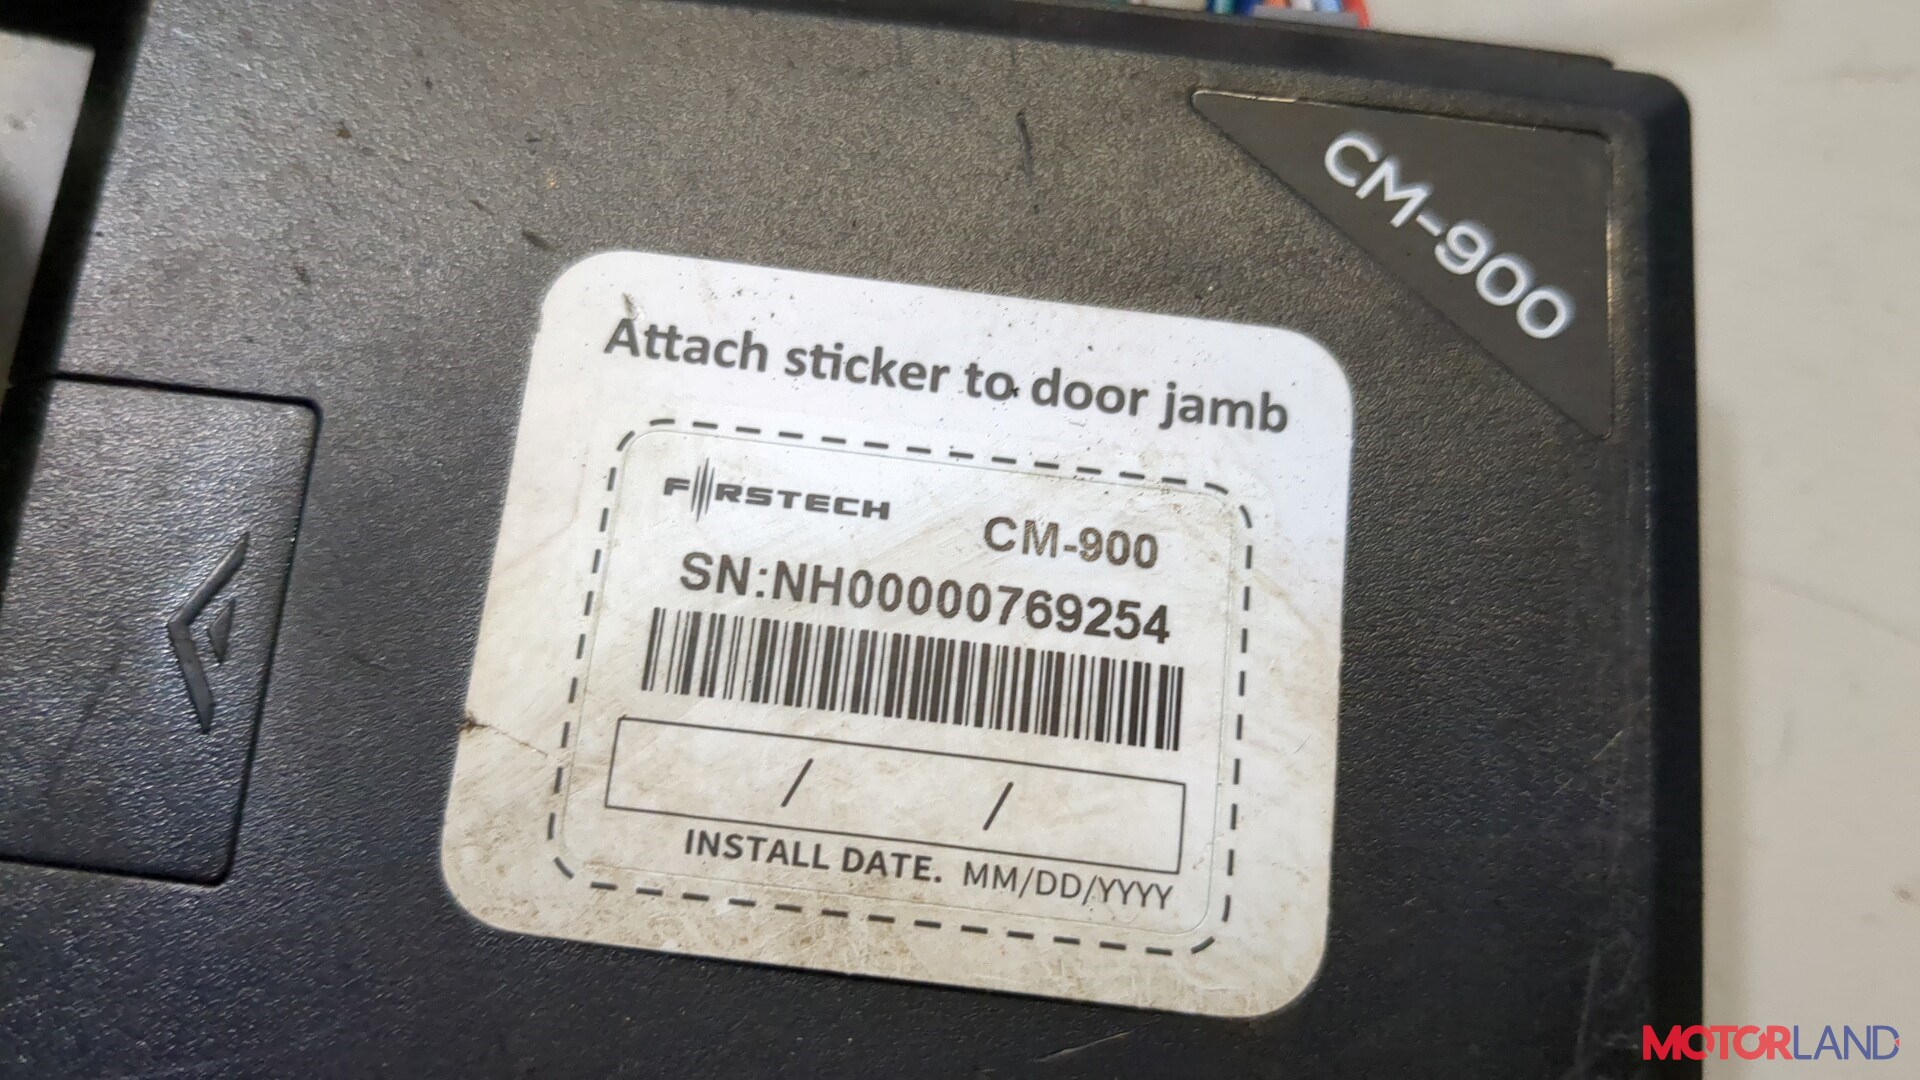 CM-900
Attach sticker to door jamb
FIRSTECH
CM-900
SN:NH00000769254
/ /
INSTALL DATE. MM/DD/YYYY
MOTORLAND